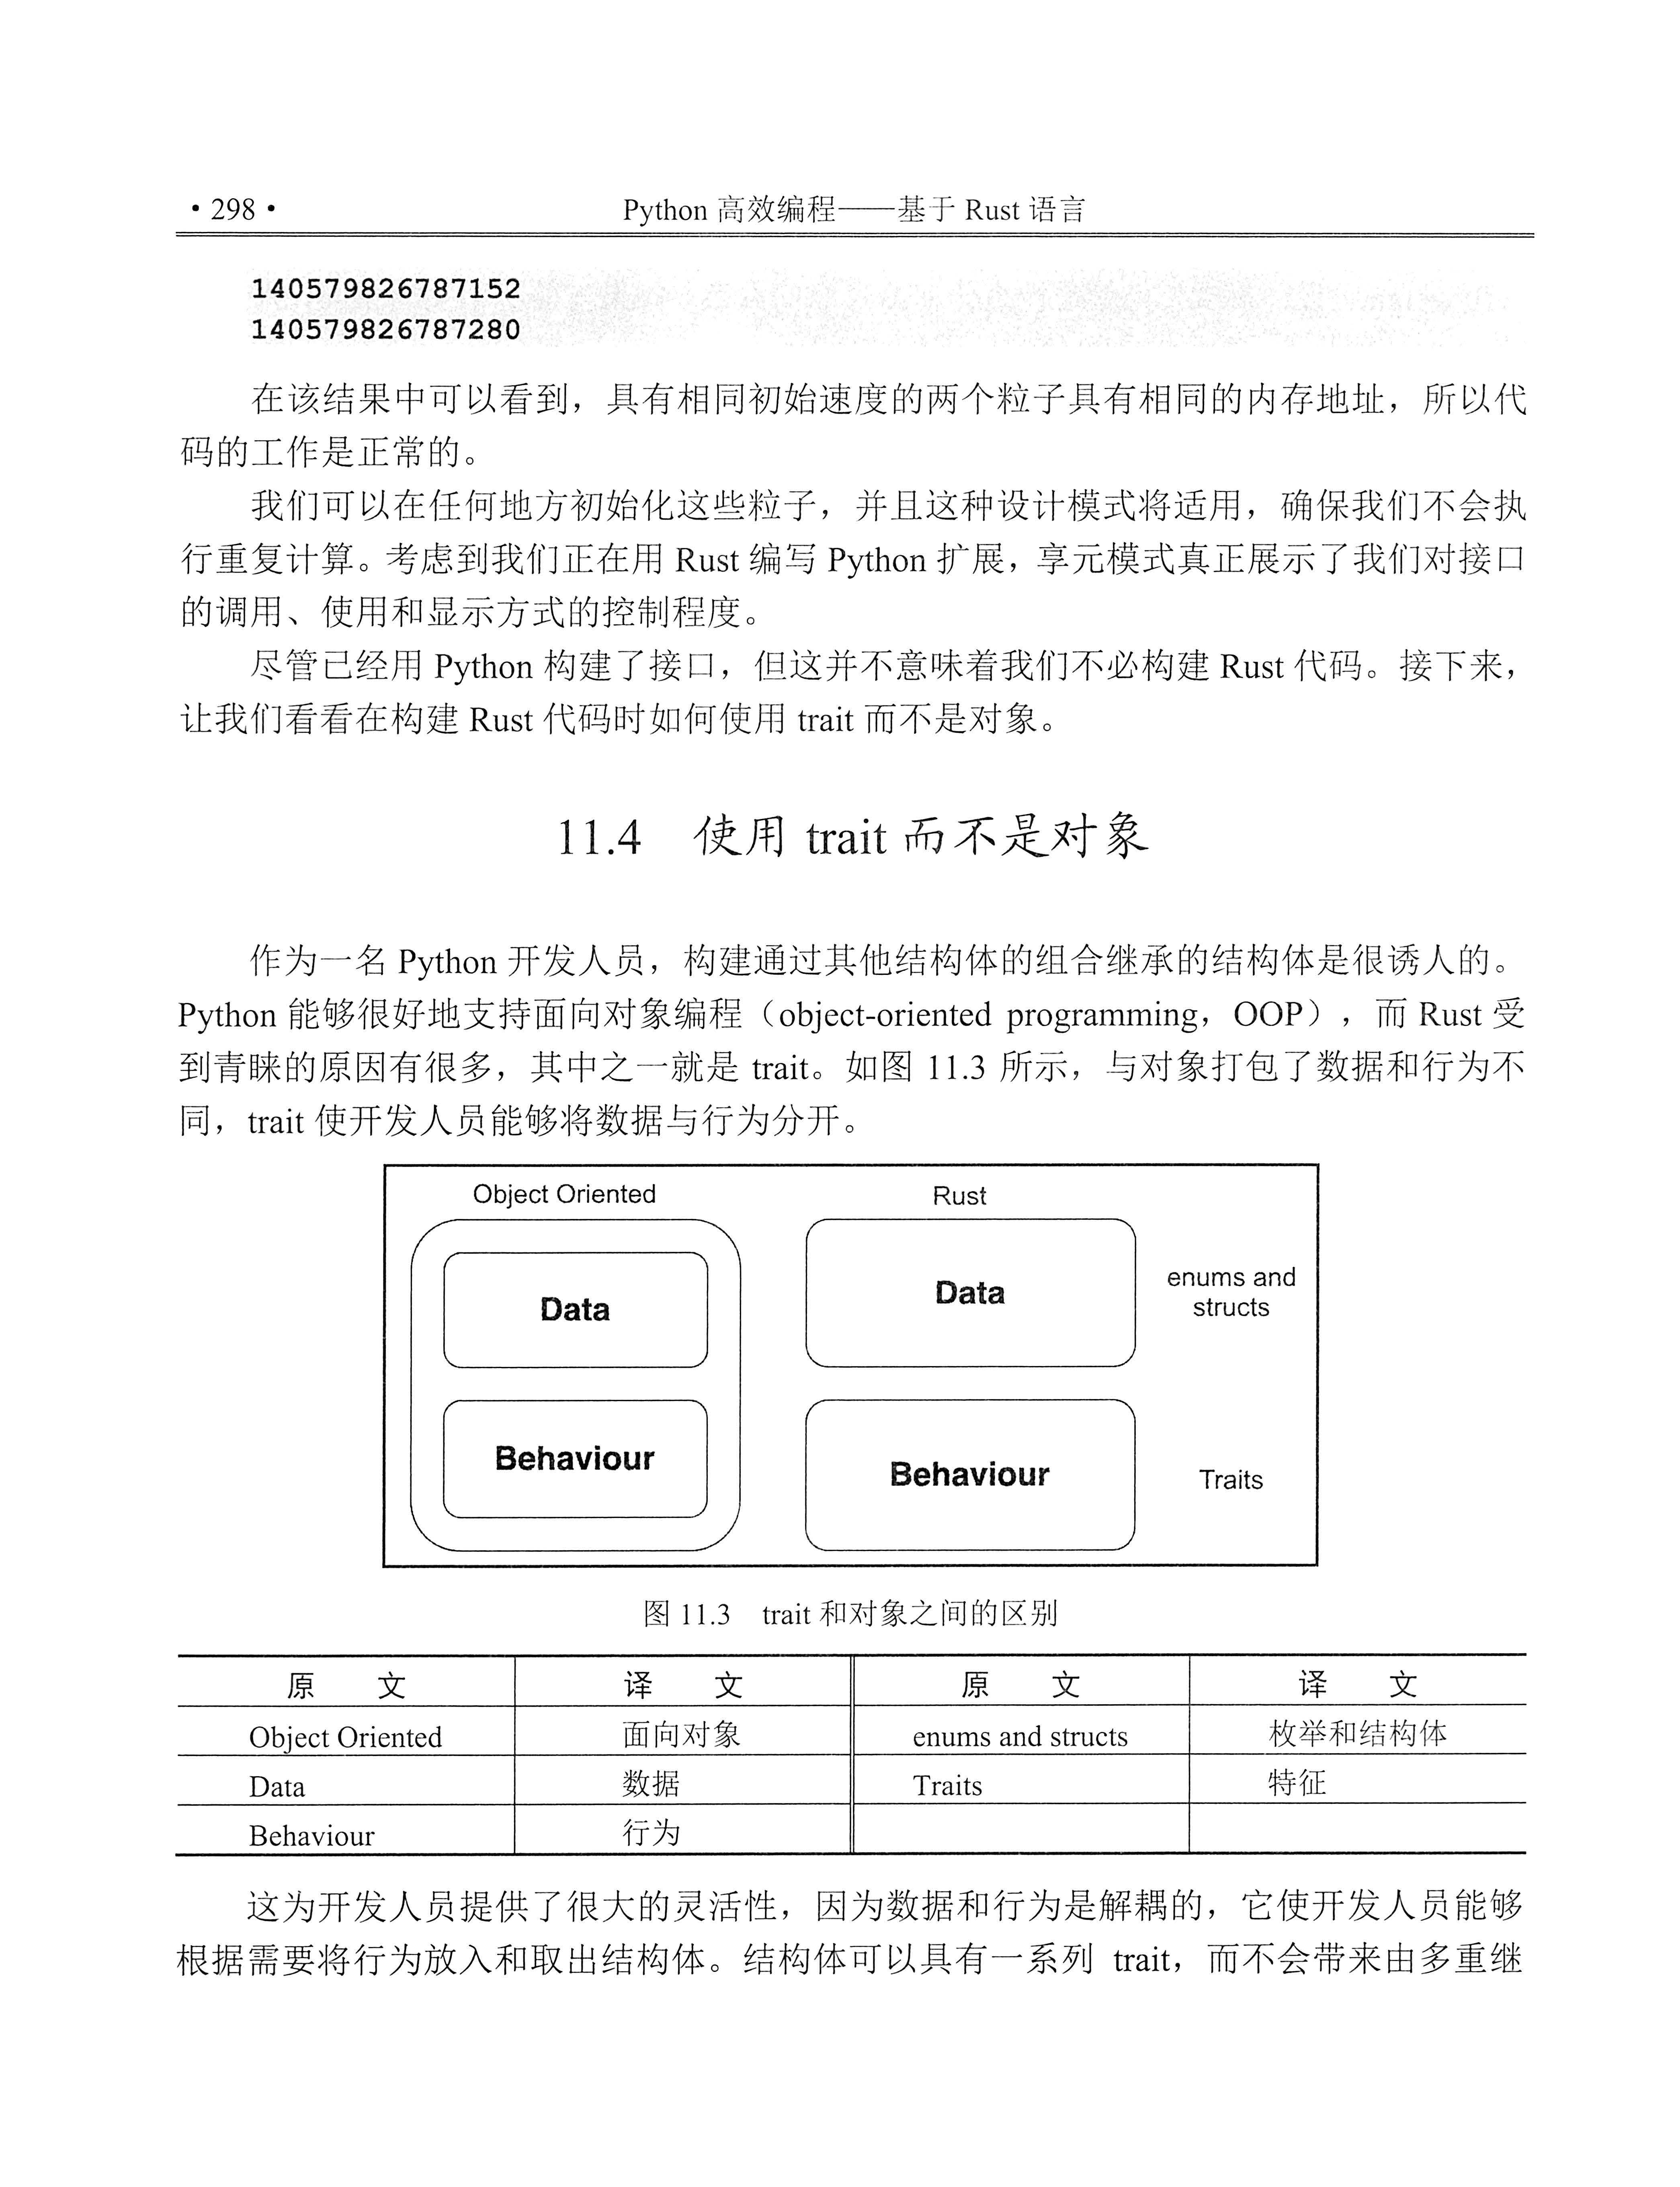 • 298 •
Python 高效编程——基于 Rust 语言
140579826787152
140579826787280
在该结果中可以看到，具有相同初始速度的两个粒子具有相同的内存地址，所以代
码的工作是正常的。
我们可以在任何地方初始化这些粒子，并且这种设计模式将适用，确保我们不会执
行重复计算。考虑到我们正在用 Rust 编写 Python 扩展，享元模式真正展示了我们对接口
的调用、使用和显示方式的控制程度。
尽管已经用 Python 构建了接口，但这并不意味着我们不必构建 Rust 代码。接下来，
让我们看看在构建 Rust 代码时如何使用 trait 而不是对象。
11.4 使用 trait 而不是对象
作为一名 Python 开发人员，构建通过其他结构体的组合继承的结构体是很诱人的。
Python 能够很好地支持面向对象编程（object-oriented programming，OOP），而 Rust 受
到青睐的原因有很多，其中之一就是 trait。如图 11.3 所示，与对象打包了数据和行为不
同，trait 使开发人员能够将数据与行为分开。
Object Oriented
Data
Behaviour
Rust
Data
enums and
structs
Behaviour
Traits
图 11.3 trait 和对象之间的区别
原 文 译 文 原 文 译 文
Object Oriented 面向对象 enums and structs 枚举和结构体
Data 数据 Traits 特征
Behaviour 行为
这为开发人员提供了很大的灵活性，因为数据和行为是解耦的，它使开发人员能够
根据需要将行为放入和取出结构体。结构体可以具有一系列 trait，而不会带来由多重继